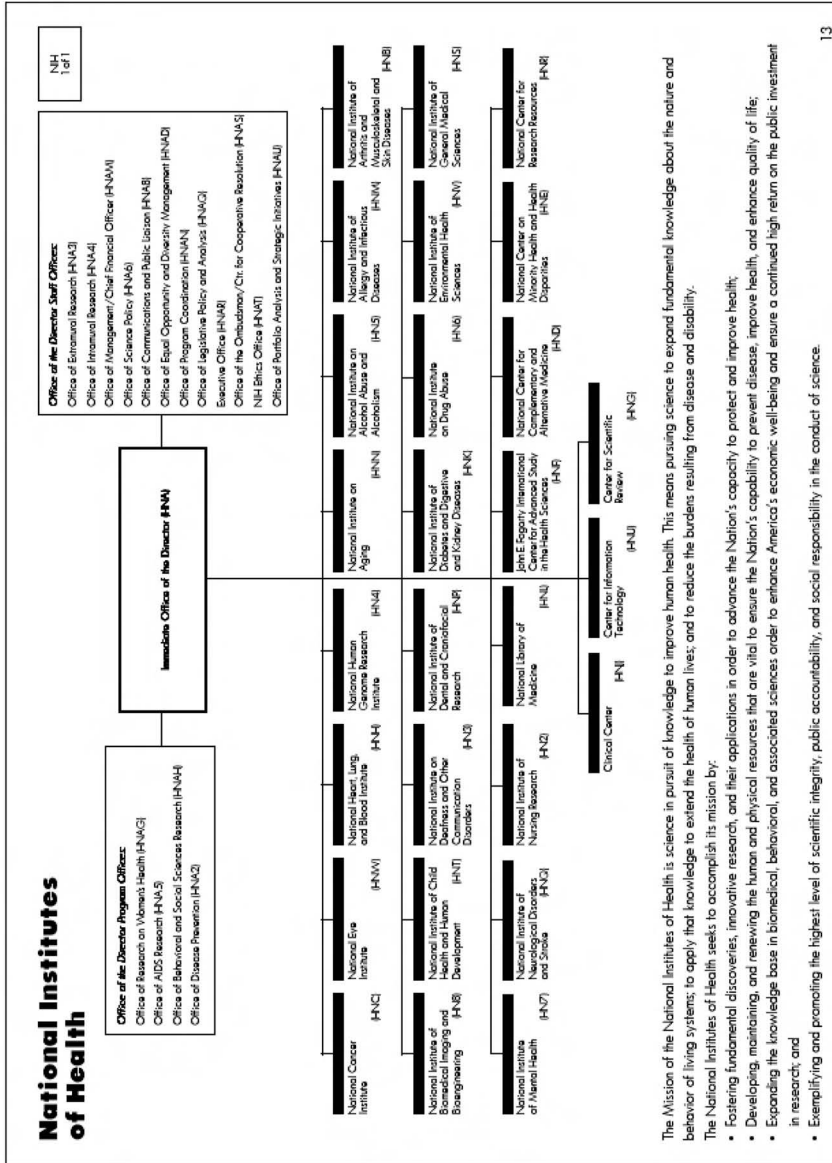 National Institutes
of Health
NIH
1 of 1
Office of the Director Program Offices:
Office of Research on Women's Health (HNAG)
Office of AIDS Research (HNA5)
Office of Behavioral and Social Sciences Research (HNAH)
Office of Disease Prevention (HNA2)
Immediate Office of the Director (HNA)
Office of the Director Staff Offices:
Office of Extramural Research (HNA3)
Office of Intramural Research (HNA4)
Office of Management/Chief Financial Officer (HNAM)
Office of Science Policy (HNA6)
Office of Communications and Public Liaison (HNA8)
Office of Equal Opportunity and Diversity Management (HNAD)
Office of Program Coordination (HNAN)
Office of Legislative Policy and Analysis (HNAQ)
Executive Office (HNAR)
Office of the Ombudsman/Ctr. for Cooperative Resolution (HNAS)
NIH Ethics Office (HNAT)
Office of Portfolio Analysis and Strategic Initiatives (HNAU)
National Cancer
Institute
(HNC)
National Eye
Institute
(HNW)
National Heart, Lung,
and Blood Institute
(HNH)
National Human
Genome Research
Institute
(HN4)
National Institute on
Aging
(HNN)
National Institute on
Alcohol Abuse and
Alcoholism
(HN5)
National Institute of
Allergy and Infectious
Diseases
(HNM)
National Institute of
Arthritis and
Musculoskeletal and
Skin Diseases
(HNB)
National Institute of
Biomedical Imaging and
Bioengineering
(HN8)
National Institute of Child
Health and Human
Development
(HNT)
National Institute on
Deafness and Other
Communication
Disorders
(HN3)
National Institute of
Dental and Craniofacial
Research
(HNP)
National Institute of
Diabetes and Digestive
and Kidney Diseases
(HNK)
National Institute
on Drug Abuse
(HN6)
National Institute of
Environmental Health
Sciences
(HNV)
National Institute of
General Medical
Sciences
(HNS)
National Institute
of Mental Health
(HN7)
National Institute of
Neurological Disorders
and Stroke
(HNQ)
National Institute of
Nursing Research
(HN2)
National Library of
Medicine
(HNL)
John E. Fogarty International
Center for Advanced Study
in the Health Sciences
(HNF)
National Center for
Complementary and
Alternative Medicine
(HND)
National Center on
Minority Health and Health
Disparities
(HNE)
National Center for
Research Resources
(HNR)
Clinical Center
(HNJ)
Center for Information
Technology
(HNU)
Center for Scientific
Review
(HNG)
The Mission of the National Institutes of Health is science in pursuit of knowledge to improve human health. This means pursuing science to expand fundamental knowledge about the nature and
behavior of living systems; to apply that knowledge to extend the health of human lives; and to reduce the burdens resulting from disease and disability.
The National Institutes of Health seeks to accomplish its mission by:
• Fostering fundamental discoveries, innovative research, and their applications in order to advance the Nation's capacity to protect and improve health;
• Developing, maintaining, and renewing the human and physical resources that are vital to ensure the Nation's capability to prevent disease, improve health, and enhance quality of life;
• Expanding the knowledge base in biomedical, behavioral, and associated sciences order to enhance America's economic well-being and ensure a continued high return on the public investment
in research; and
• Exemplifying and promoting the highest level of scientific integrity, public accountability, and social responsibility in the conduct of science.
13